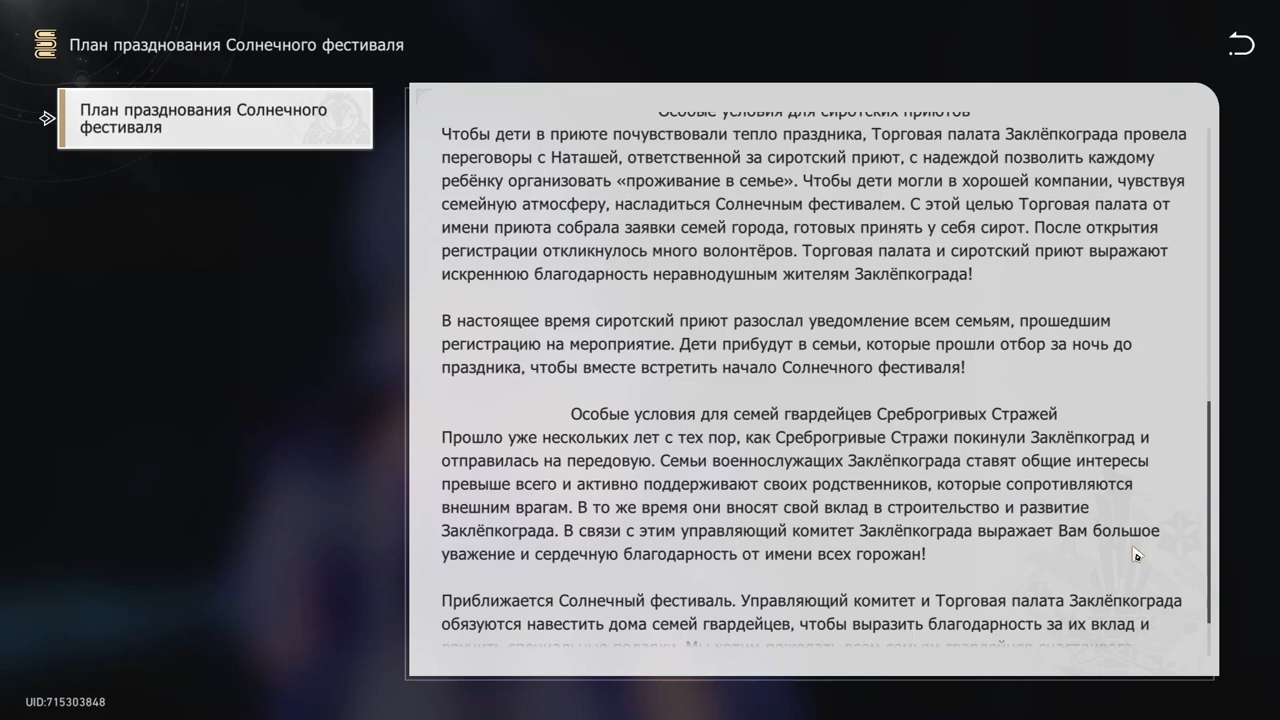 План празднования Солнечного фестиваля
План празднования Солнечного
фестиваля
Особые условия для сиротских приютов
Чтобы дети в приюте почувствовали тепло праздника, Торговая палата Заклёпкограда провела
переговоры с Наташей, ответственной за сиротский приют, с надеждой позволить каждому
ребёнку организовать «проживание в семье». Чтобы дети могли в хорошей компании, чувствуя
семейную атмосферу, насладиться Солнечным фестивалем. С этой целью Торговая палата от
имени приюта собрала заявки семей города, готовых принять у себя сирот. После открытия
регистрации откликнулось много волонтёров. Торговая палата и сиротский приют выражают
искреннюю благодарность неравнодушным жителям Заклёпкограда!
В настоящее время сиротский приют разослал уведомление всем семьям, прошедшим
регистрацию на мероприятие. Дети прибудут в семьи, которые прошли отбор за ночь до
праздника, чтобы вместе встретить начало Солнечного фестиваля!
Особые условия для семей гвардейцев Среброгривых Стражей
Прошло уже нескольких лет с тех пор, как Среброгривые Стражи покинули Заклёпкоград и
отправилась на передовую. Семьи военнослужащих Заклёпкограда ставят общие интересы
превыше всего и активно поддерживают своих родственников, которые сопротивляются
внешним врагам. В то же время они вносят свой вклад в строительство и развитие
Заклёпкограда. В связи с этим управляющий комитет Заклёпкограда выражает Вам большое
уважение и сердечную благодарность от имени всех горожан!
Приближается Солнечный фестиваль. Управляющий комитет и Торговая палата Заклёпкограда
обязуются навестить дома семей гвардейцев, чтобы выразить благодарность за их вклад и
UID:715303848